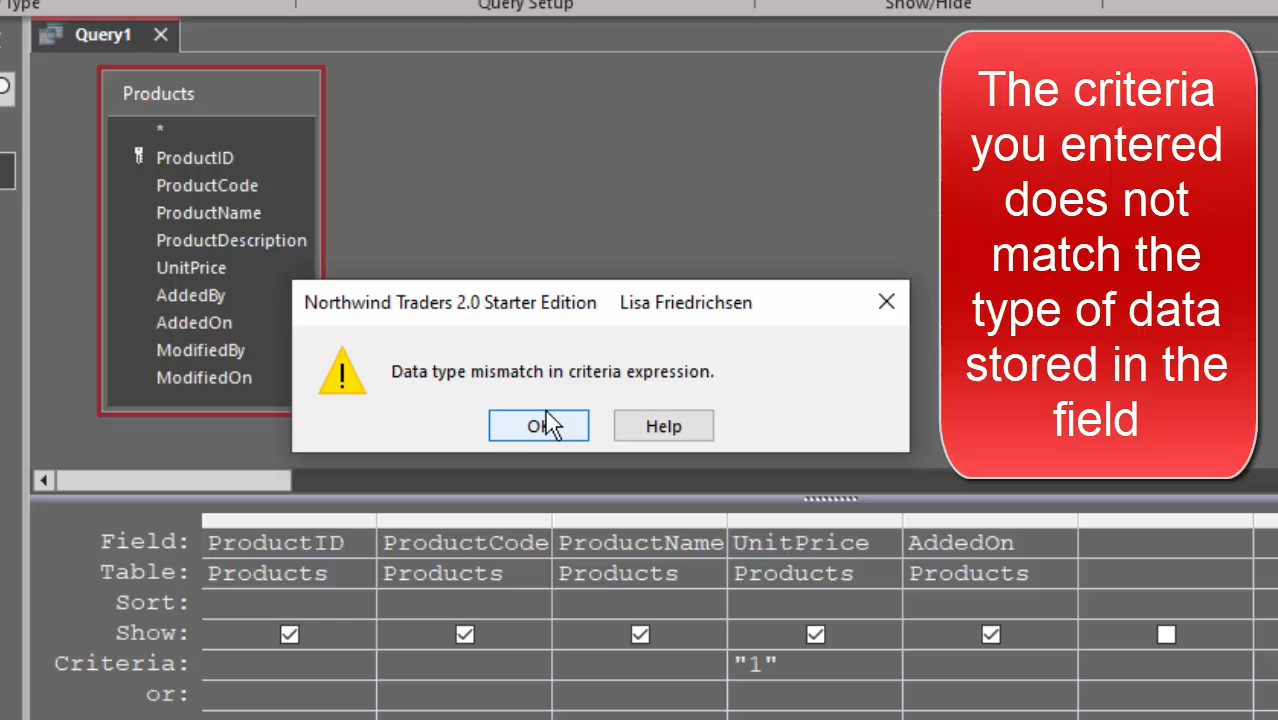 Type
Query Setup
Show/Hide
Query1
Products
*
ProductID
ProductCode
ProductName
ProductDescription
UnitPrice
AddedBy
AddedOn
ModifiedBy
ModifiedOn
The criteria
you entered
does not
match the
type of data
stored in the
field
Northwind Traders 2.0 Starter Edition Lisa Friedrichsen
Data type mismatch in criteria expression.
OK Help
Field: ProductID ProductCode ProductName UnitPrice AddedOn
Table: Products Products Products Products Products
Sort:
Show:
Criteria: "1"
or: